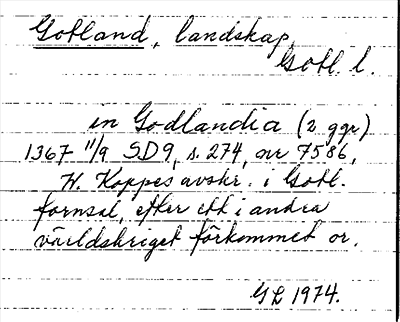 Gotland, landskap
Gotl. l.
in Godlandia (2 ggr)
1367 11/9 SD9, s. 274, nr 7586,
H. Koppes avskr. i Gotl.
fornsal, efter ett i andra
världskriget förkommet or.
GL 1974.